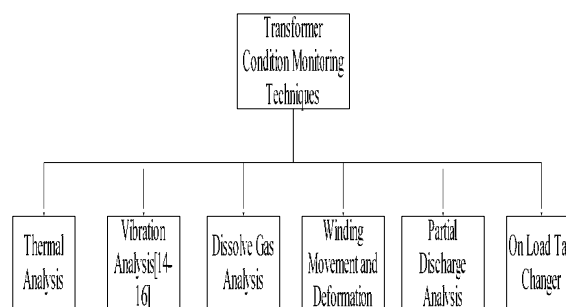 Transformer
Condition Monitoring
Techniques
Thermal
Analysis
Vibration
Analysis[14-
16]
Dissolve Gas
Analysis
Winding
Movement and
Deformation
Partial
Discharge
Analysis
On Load Ta
Changer